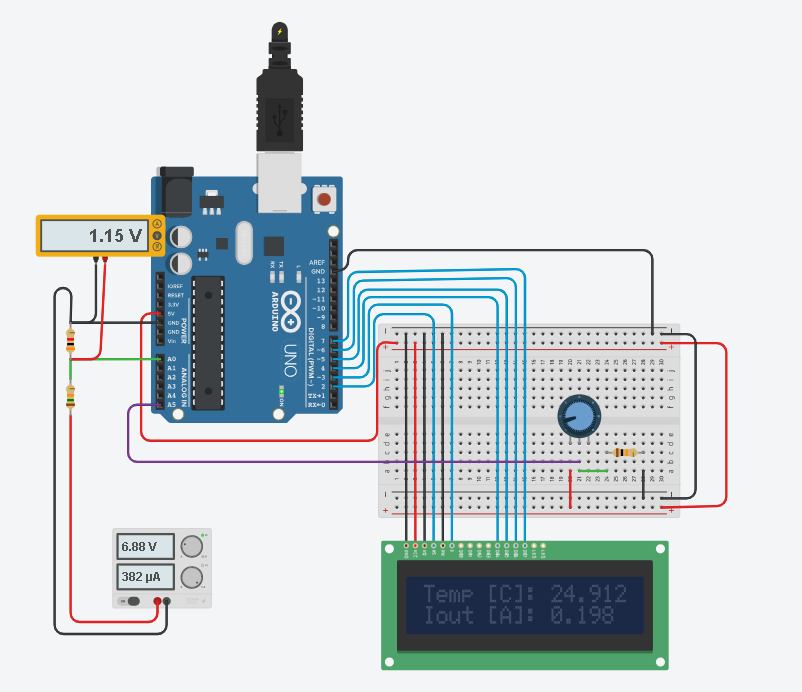 1.15 V
AREF
GND
13
12
~11
~10
~9
8
7
~6
~5
4
~3
2
TX→1
RX←0
DIGITAL (PWM~)
RX
TX
L
ARDUINO
UNO
ON
IOREF
RESET
3.3V
5V
GND
GND
Vin
POWER
A0
A1
A2
A3
A4
A5
ANALOG IN
6.88 V
382 µA
Temp [C]: 24.912
Iout [A]: 0.198